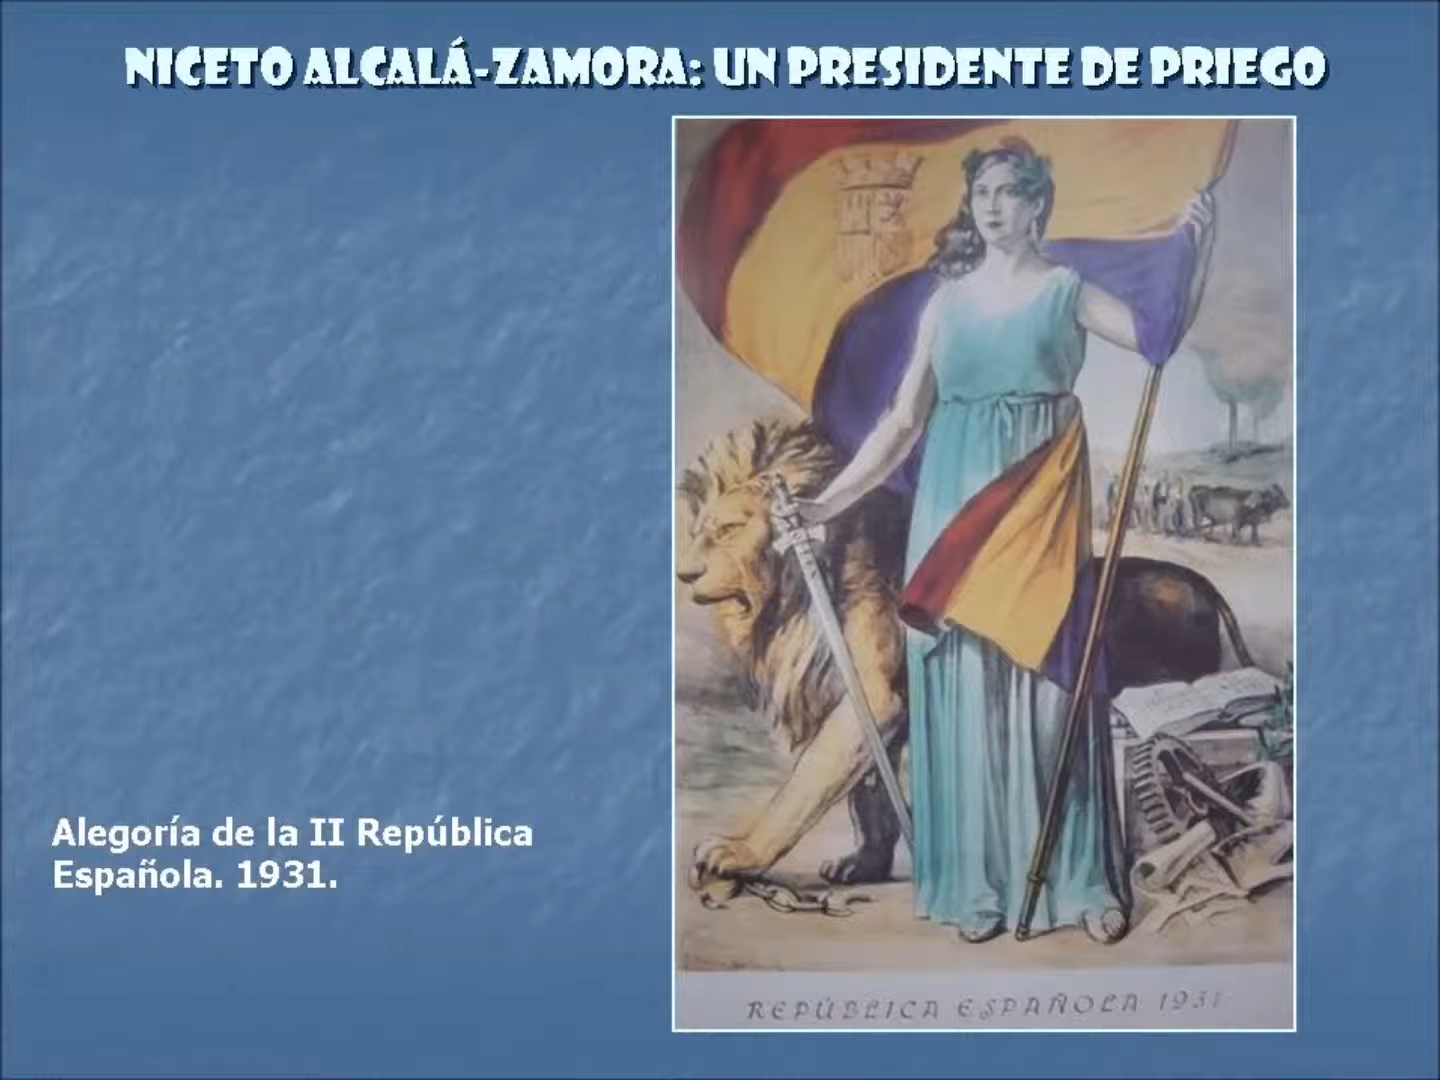 NICETO ALCALÁ-ZAMORA: UN PRESIDENTE DE PRIEGO
Alegoría de la II República
Española. 1931.
REPÚBLICA ESPAÑOLA 1931